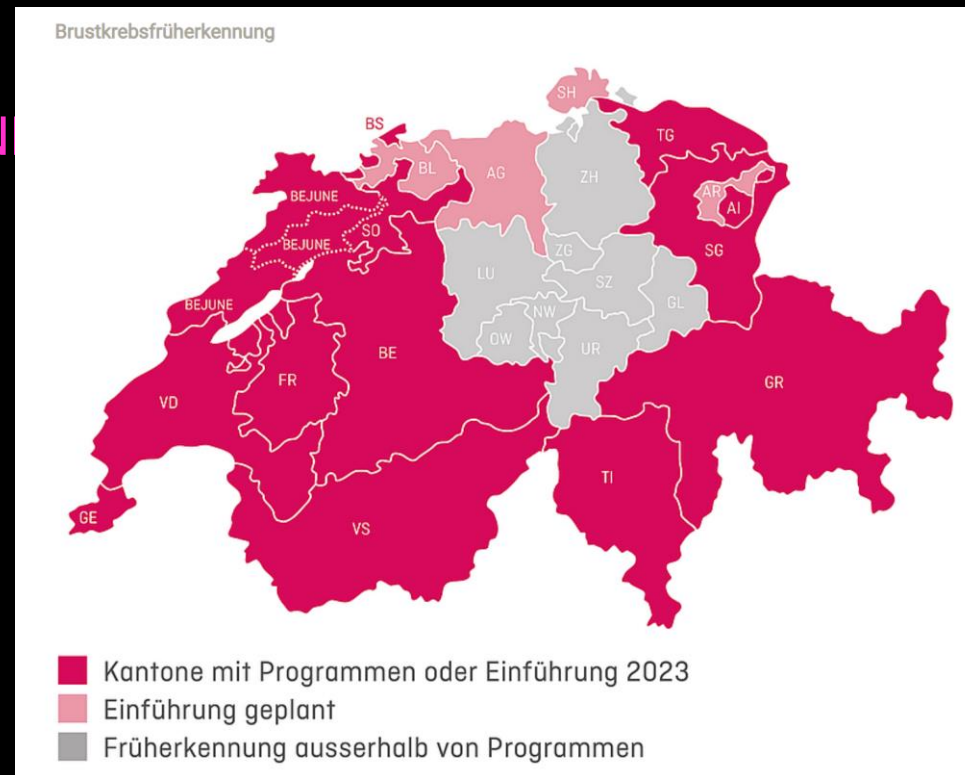 Brustkrebsfrüherkennung
SH
BS
TG
BL
AG
ZH
BEJUNE
AR
AI
SO
BEJUNE
ZG
SG
LU
SZ
BEJUNE
NW
GL
OW
UR
BE
FR
GR
VD
TI
GE
VS
Kantone mit Programmen oder Einführung 2023
Einführung geplant
Früherkennung ausserhalb von Programmen